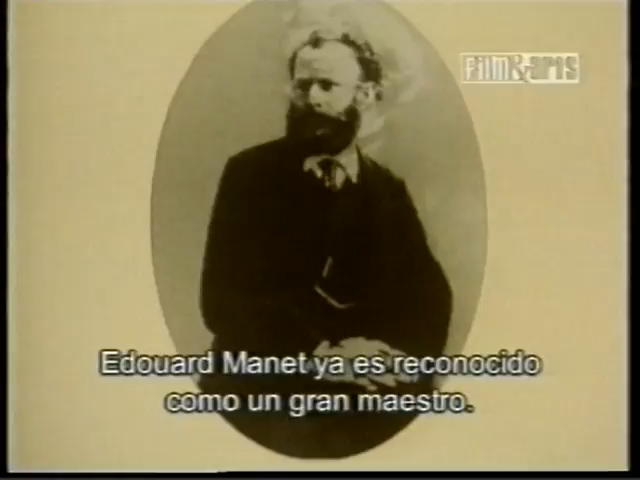 Film&arts
Edouard Manet ya es reconocido
como un gran maestro.